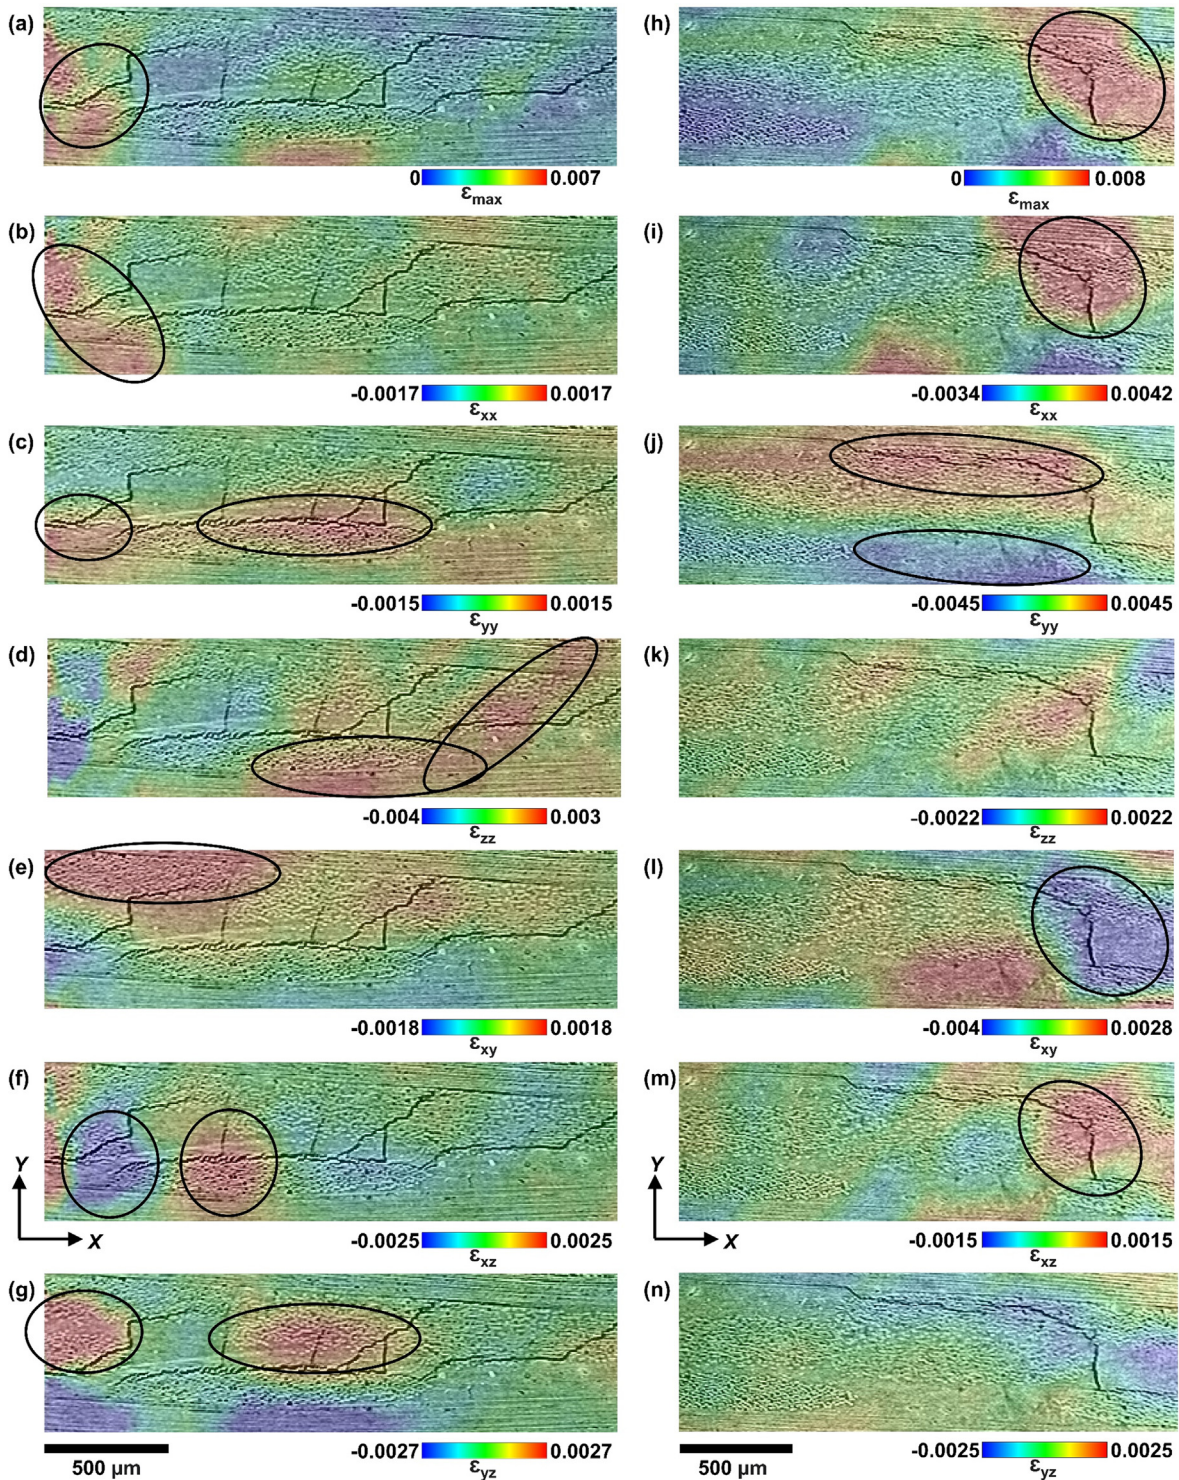 (a)
0 0.007
εmax
(b)
-0.0017 0.0017
εxx
(c)
-0.0015 0.0015
εyy
(d)
-0.004 0.003
εzz
(e)
-0.0018 0.0018
εxy
(f)
Y
X
-0.0025 0.0025
εxz
(g)
500 μm
-0.0027 0.0027
εyz
(h)
0 0.008
εmax
(i)
-0.0034 0.0042
εxx
(j)
-0.0045 0.0045
εyy
(k)
-0.0022 0.0022
εzz
(l)
-0.004 0.0028
εxy
(m)
Y
X
-0.0015 0.0015
εxz
(n)
500 μm
-0.0025 0.0025
εyz